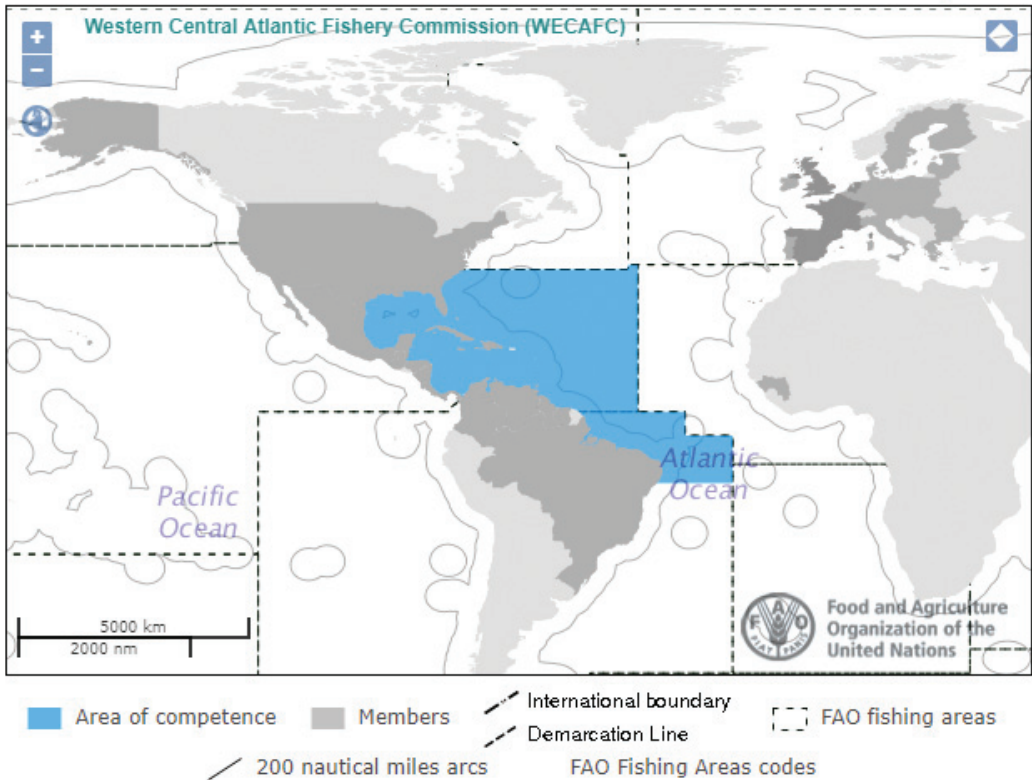 Western Central Atlantic Fishery Commission (WECAFC)
+
−
Pacific
Ocean
Atlantic
Ocean
5000 km
2000 nm
F A O
FIAT PANIS
Food and Agriculture
Organization of the
United Nations
Area of competence
Members
International boundary
Demarcation Line
FAO fishing areas
200 nautical miles arcs
FAO Fishing Areas codes